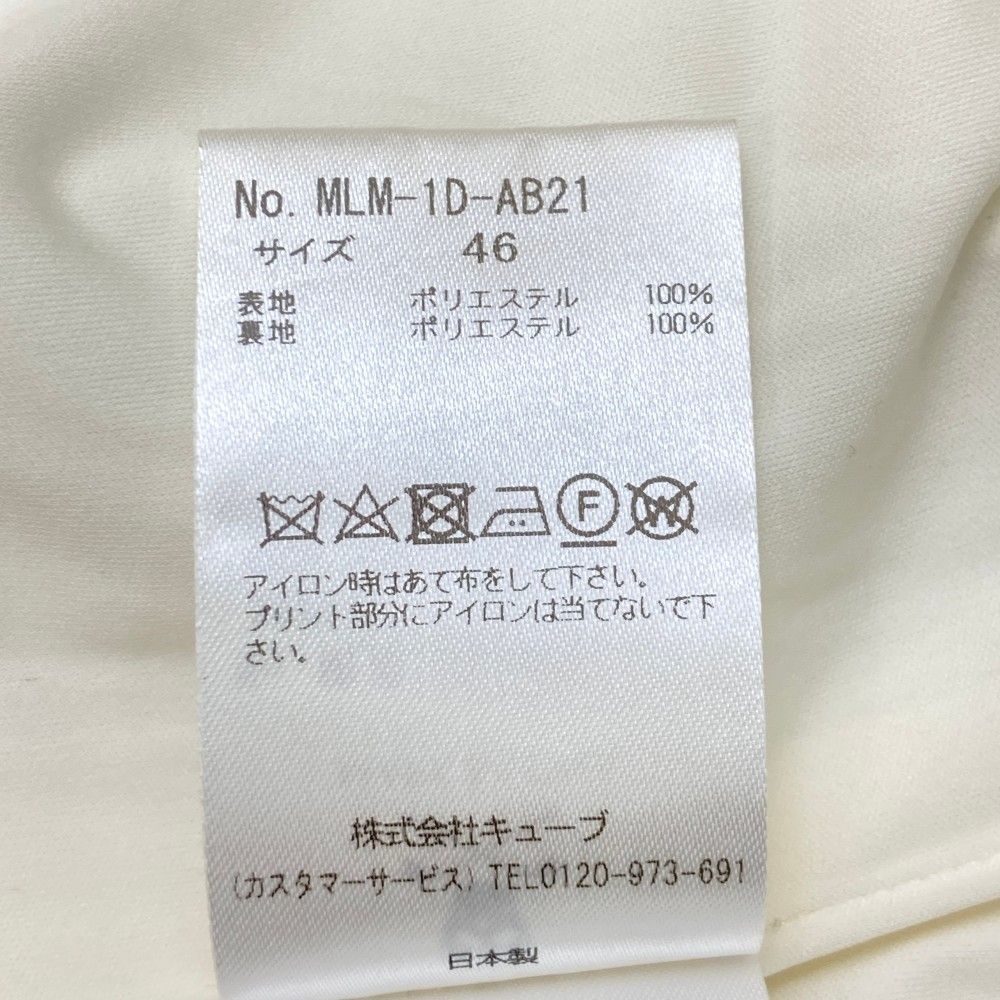 No. MLM-1D-AB21
サイズ 46
表地 ポリエステル 100%
裏地 ポリエステル 100%
F W
アイロン時はあて布をして下さい。
プリント部分にアイロンは当てないで下
さい。
株式会社キューブ
(カスタマーサービス) TEL0120-973-691
日本製